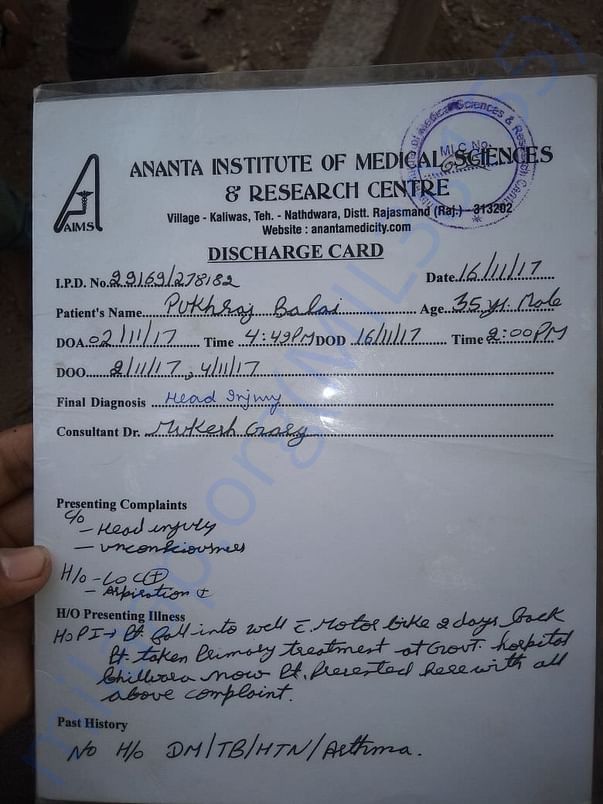 ANANTA INSTITUTE OF MEDICAL SCIENCES
& RESEARCH CENTRE
Village - Kaliwas, Teh. - Nathdwara, Distt. Rajasmand (Raj.) - 313202
Website : anantamedicity.com
AIMS
MLC No.
DISCHARGE CARD
I.P.D. No. 29169/278182 Date 16/11/17
Patient's Name Pukhraj Balai Age 35 yr. Male
DOA 02/11/17 Time 4:49PM DOD 16/11/17 Time 2:00PM
DOO 2/11/17, 4/11/17
Final Diagnosis Head Injury
Consultant Dr. Mukesh Garg
Presenting Complaints
C/o
- Head injury
- unconsciousness
H/o - LOC (+)
- Aspiration +
H/O Presenting Illness
HOPI → Pt. fall into well c̄ Motor bike 2 days back
Pt. taken Primary treatment at Govt. hospital
bhillwara now Pt. Presented here with all
above complaint.
Past History
No H/o DM/TB/HTN/Asthma.